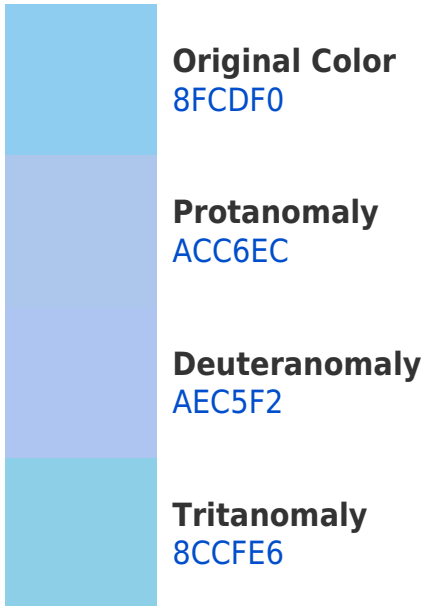 Original Color
8FCDF0
Protanomaly
ACC6EC
Deuteranomaly
AEC5F2
Tritanomaly
8CCFE6